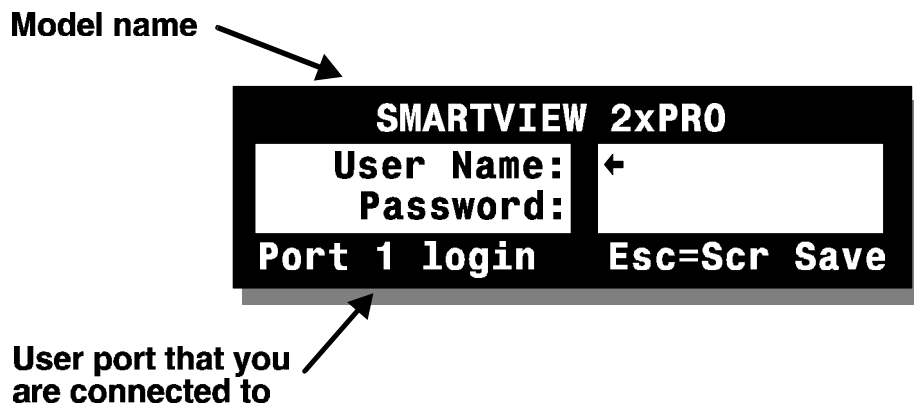 Model name
SMARTVIEW 2xPRO
User Name: ←
Password:
Port 1 login Esc=Scr Save
User port that you
are connected to